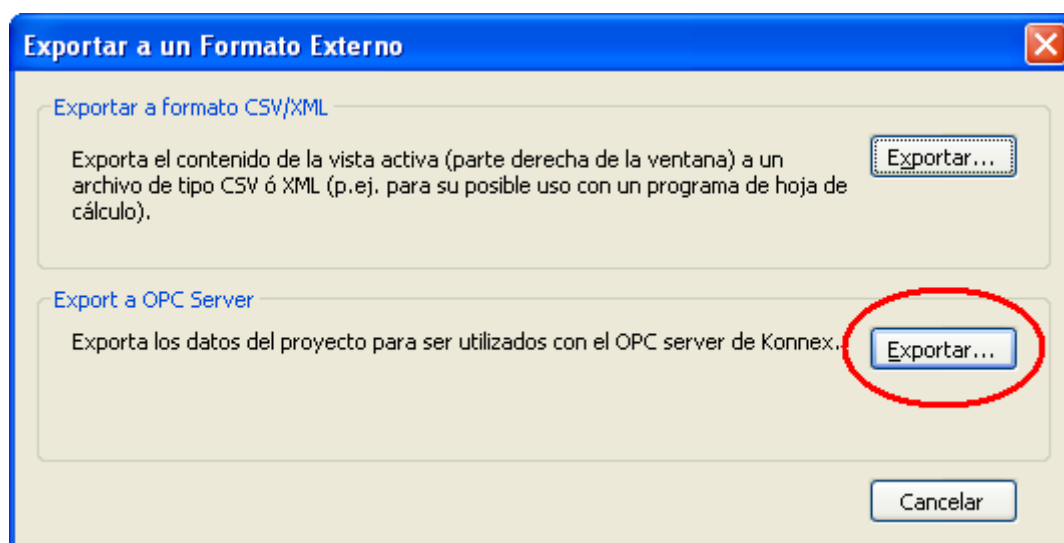 Exportar a un Formato Externo
Exportar a formato CSV/XML
Exporta el contenido de la vista activa (parte derecha de la ventana) a un
archivo de tipo CSV ó XML (p.ej. para su posible uso con un programa de hoja de
cálculo).
Exportar...
Export a OPC Server
Exporta los datos del proyecto para ser utilizados con el OPC server de Konnex.
Exportar...
Cancelar